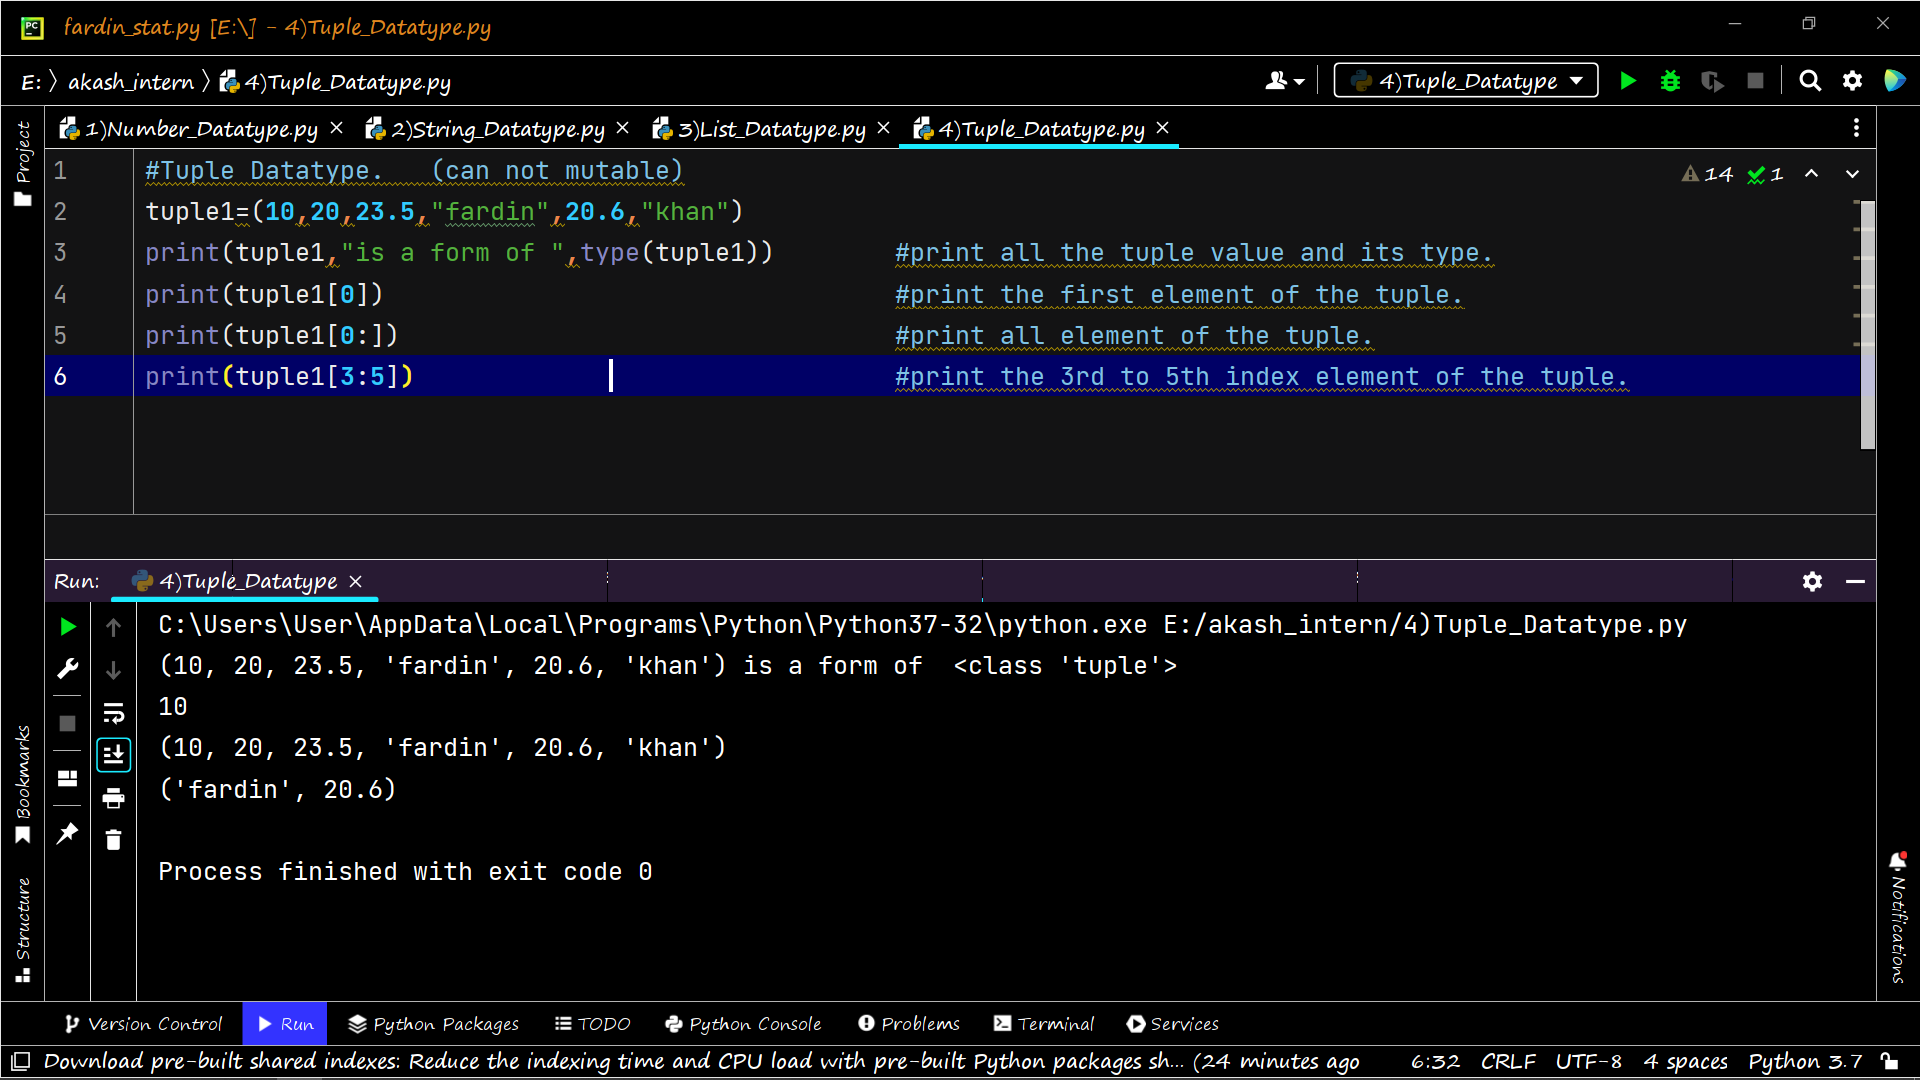 fardin_stat.py [E:\] - 4)Tuple_Datatype.py
E: 〉 akash_intern 〉 4)Tuple_Datatype.py
4)Tuple_Datatype
1)Number_Datatype.py × 2)String_Datatype.py × 3)List_Datatype.py × 4)Tuple_Datatype.py ×
Project
14 1
1 #Tuple Datatype.   (can not mutable)
2 tuple1=(10,20,23.5,"fardin",20.6,"khan")
3 print(tuple1,"is a form of ",type(tuple1))        #print all the tuple value and its type.
4 print(tuple1[0])                                  #print the first element of the tuple.
5 print(tuple1[0:])                                 #print all element of the tuple.
6 print(tuple1[3:5])                                #print the 3rd to 5th index element of the tuple.
Run: 4)Tuple_Datatype ×
C:\Users\User\AppData\Local\Programs\Python\Python37-32\python.exe E:/akash_intern/4)Tuple_Datatype.py
(10, 20, 23.5, 'fardin', 20.6, 'khan') is a form of  <class 'tuple'>
10
(10, 20, 23.5, 'fardin', 20.6, 'khan')
('fardin', 20.6)
Process finished with exit code 0
Bookmarks
Structure
Notifications
Version Control Run Python Packages TODO Python Console Problems Terminal Services
Download pre-built shared indexes: Reduce the indexing time and CPU load with pre-built Python packages sh... (24 minutes ago 6:32 CRLF UTF-8 4 spaces Python 3.7